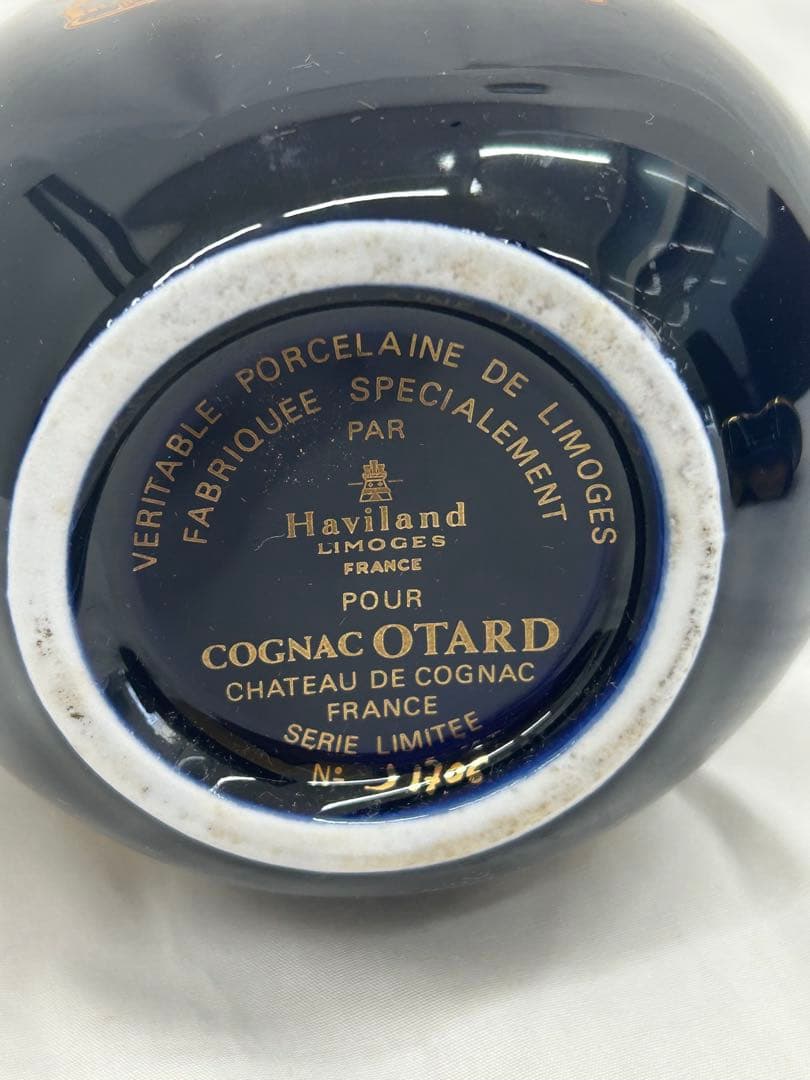 VERITABLE PORCELAINE DE LIMOGES
FABRIQUEE SPECIALEMENT
PAR
Haviland
LIMOGES
FRANCE
POUR
COGNAC OTARD
CHATEAU DE COGNAC
FRANCE
SERIE LIMITEE
Nº